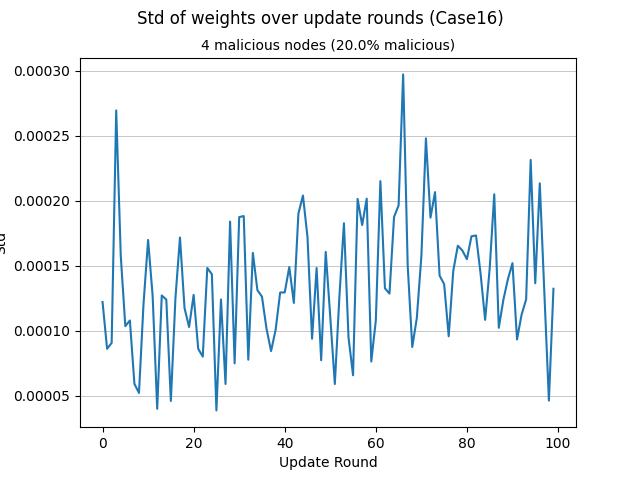 Std of weights over update rounds (Case16)
4 malicious nodes (20.0% malicious)
0.00030
0.00025
0.00020
0.00015
0.00010
0.00005
Std
0 20 40 60 80 100
Update Round